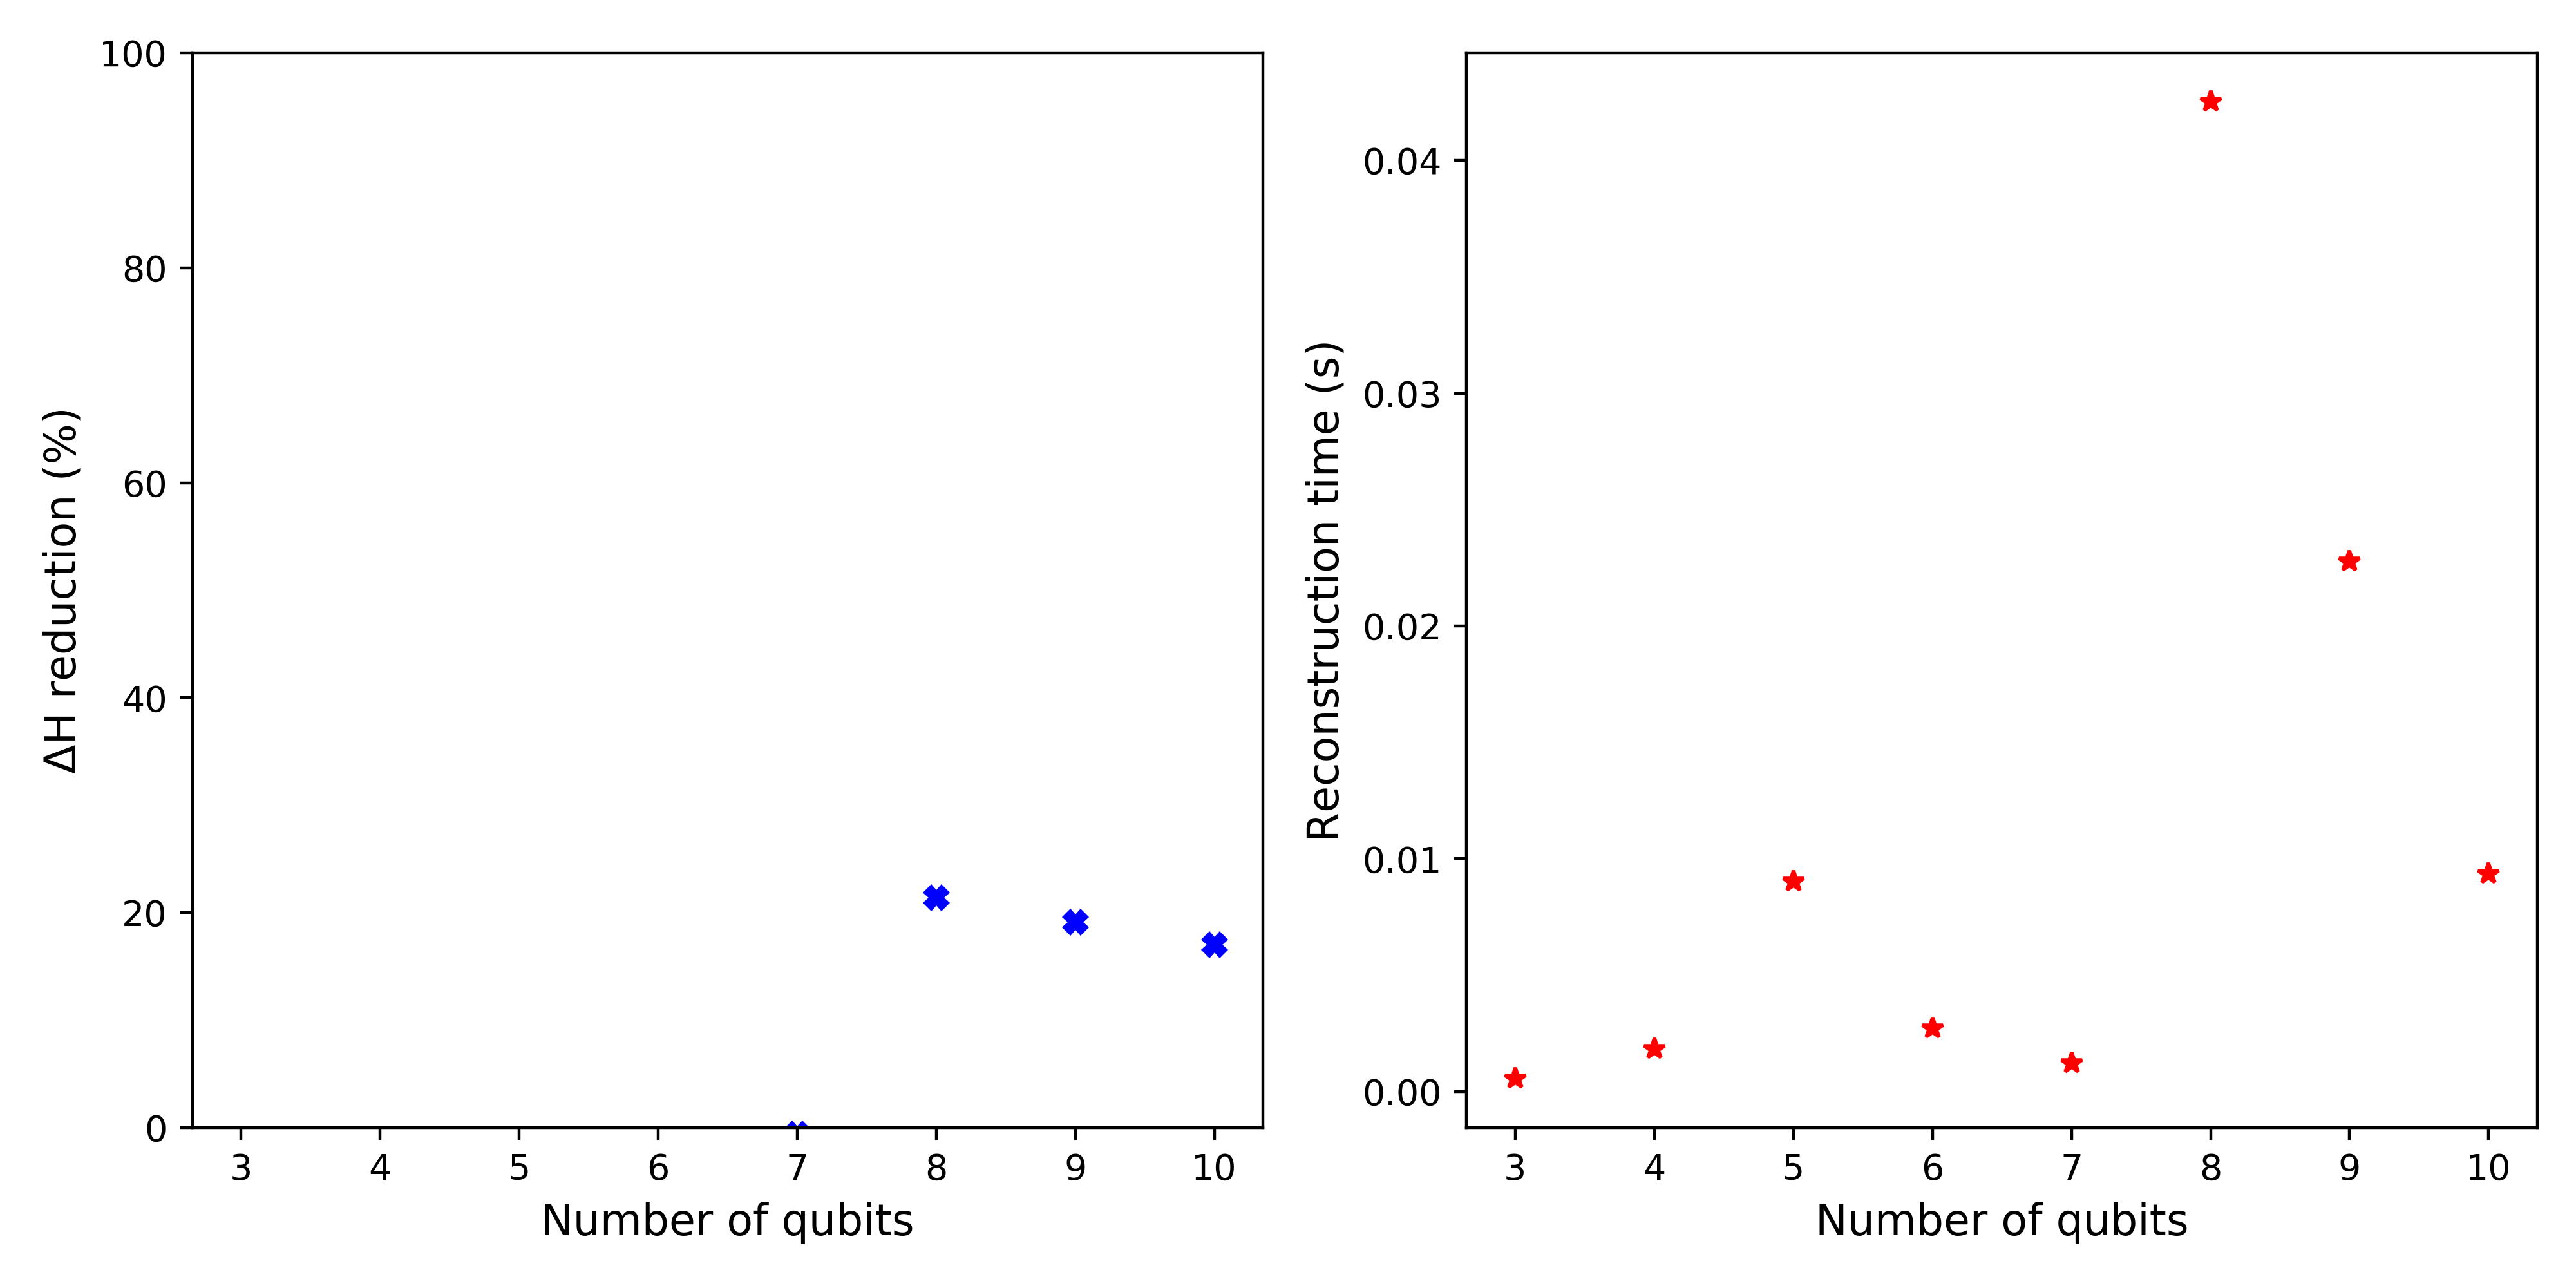 100
80
60
40
20
0
ΔH reduction (%)
3 4 5 6 7 8 9 10
Number of qubits
0.04
0.03
0.02
0.01
0.00
Reconstruction time (s)
3 4 5 6 7 8 9 10
Number of qubits